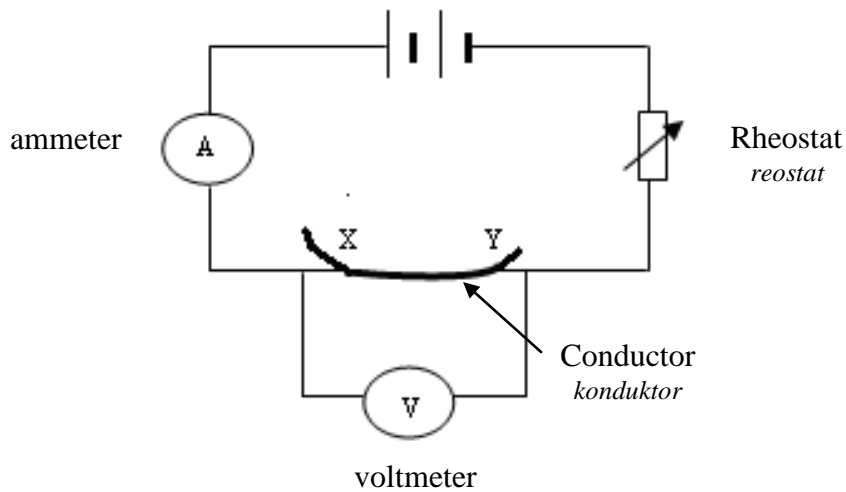 ammeter
A
Rheostat
reostat
X
Y
Conductor
konduktor
V
voltmeter